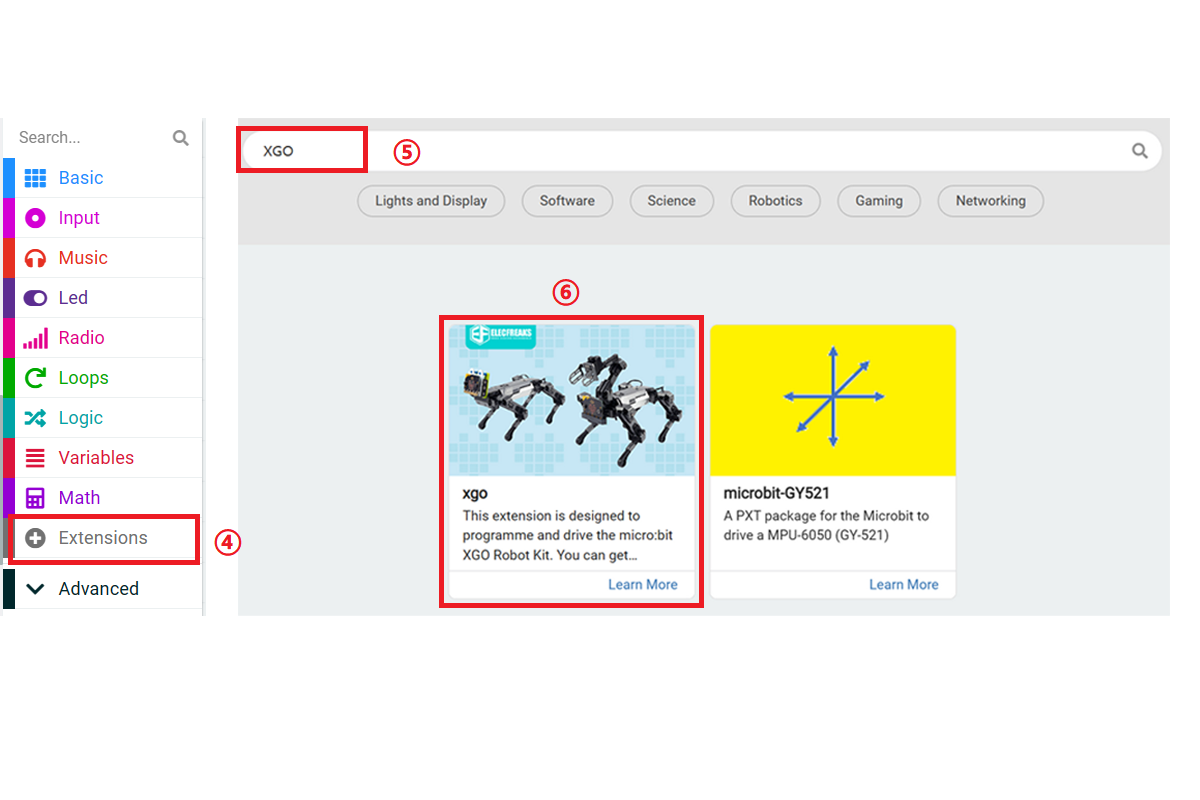 Search...
Basic
Input
Music
Led
Radio
Loops
Logic
Variables
Math
Extensions
④
Advanced
XGO
⑤
Lights and Display
Software
Science
Robotics
Gaming
Networking
⑥
EF ELECFREAKS
xgo
This extension is designed to
programme and drive the micro:bit
XGO Robot Kit. You can get...
Learn More
microbit-GY521
A PXT package for the Microbit to
drive a MPU-6050 (GY-521)
Learn More